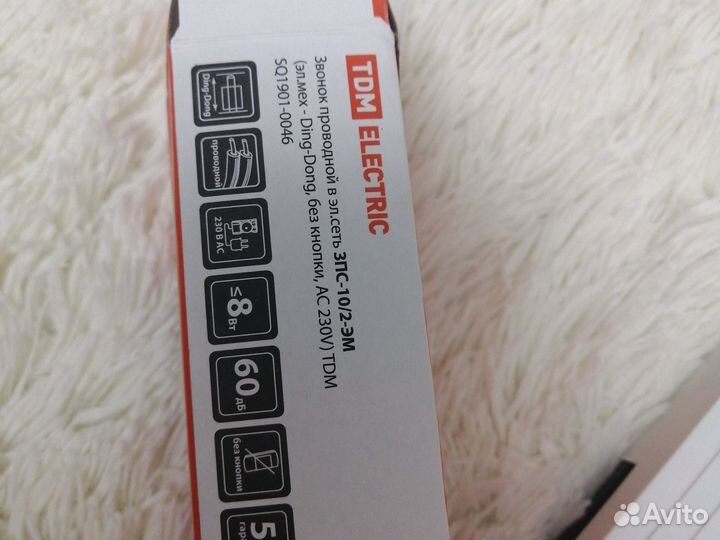 TDM ELECTRIC
Звонок проводной в эл.сеть ЗПС-10/2-ЭМ
(эл.мех - Ding-Dong, без кнопки, AC 230V) TDM
SQ1901-0046
Ding-Dong
проводной
230 В AC
≤8 Вт
60 дБ
без кнопки
5
Avito